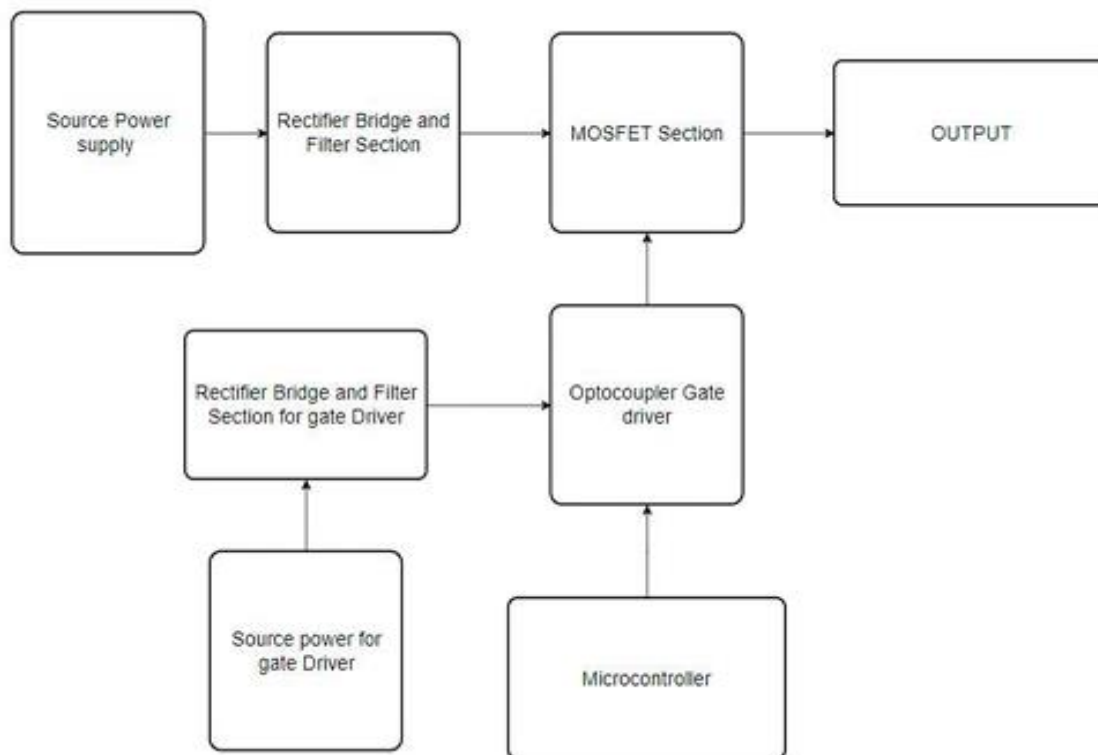 Source Power
supply
Rectifier Bridge and
Filter Section
MOSFET Section
OUTPUT
Rectifier Bridge and Filter
Section for gate Driver
Optocoupler Gate
driver
Source power for
gate Driver
Microcontroller